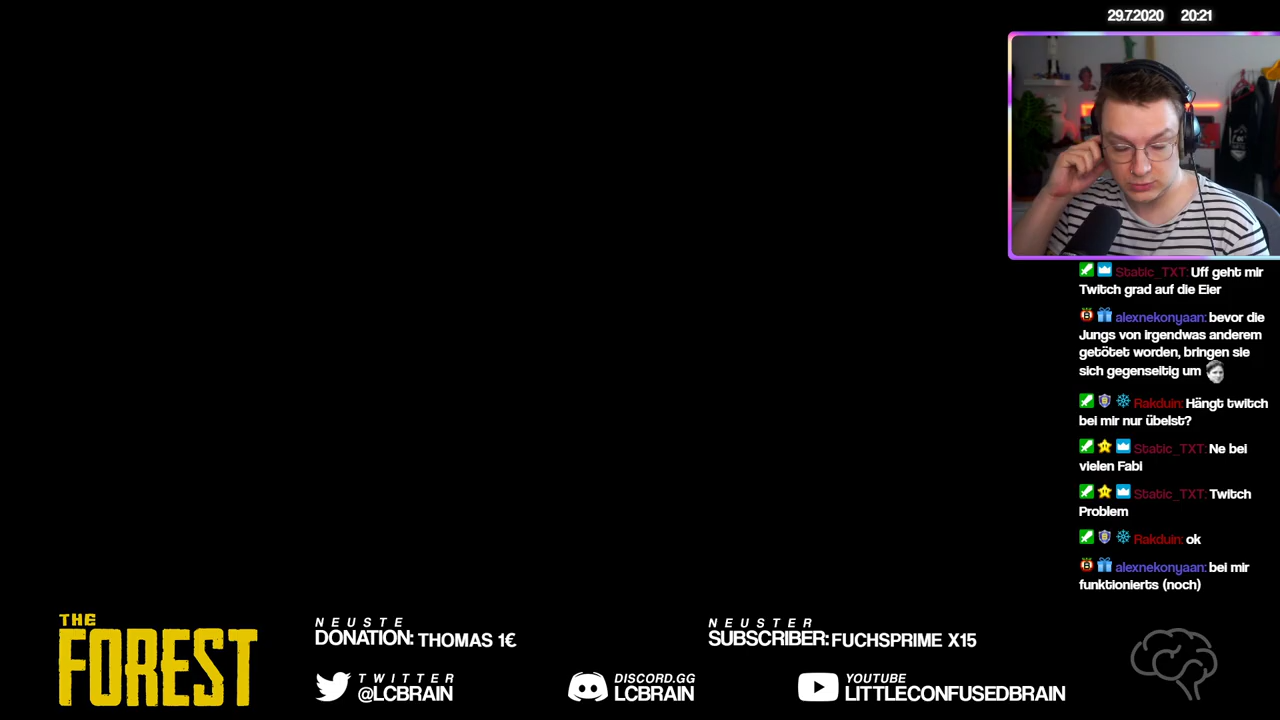 29.7.2020 20:21
Static_TXT: Uff geht mir
Twitch grad auf die Eier
alexnekonyaan: bevor die
Jungs von irgendwas anderem
getötet worden, bringen sie
sich gegenseitig um
Rakduin: Hängt twitch
bei mir nur übelst?
Static_TXT: Ne bei
vielen Fabi
Static_TXT: Twitch
Problem
Rakduin: ok
alexnekonyaan: bei mir
funktionierts (noch)
THE
FOREST
NEUSTE
DONATION: THOMAS 1€
NEUSTER
SUBSCRIBER: FUCHSPRIME X15
TWITTER
@LCBRAIN
DISCORD.GG
LCBRAIN
YOUTUBE
LITTLECONFUSEDBRAIN